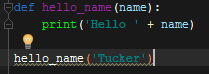 def hello_name(name):
    print('Hello ' + name)
hello_name('Tucker')